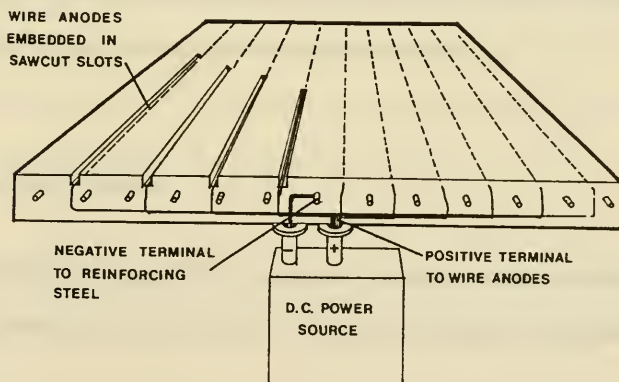 WIRE ANODES
EMBEDDED IN
SAWCUT SLOTS
NEGATIVE TERMINAL
TO REINFORCING
STEEL
−
+
POSITIVE TERMINAL
TO WIRE ANODES
D.C. POWER
SOURCE